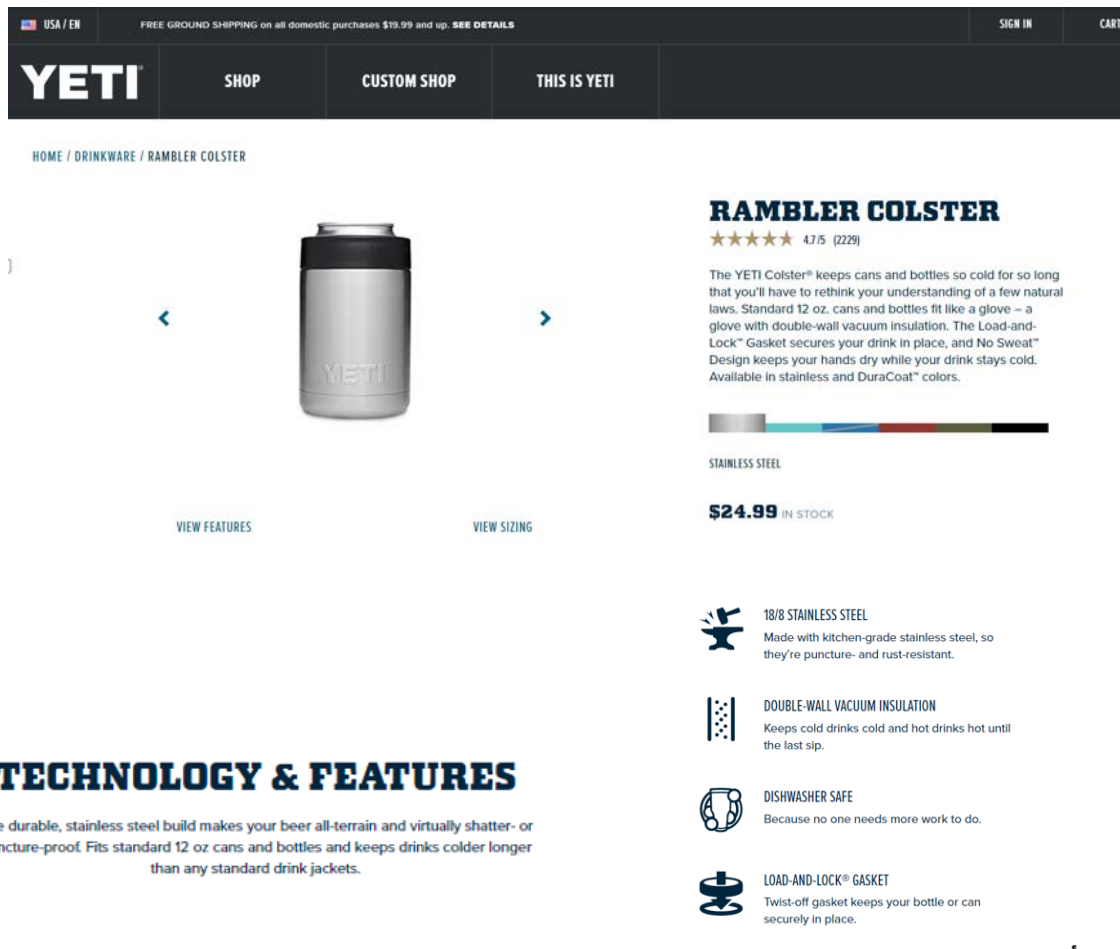 USA / EN
FREE GROUND SHIPPING on all domestic purchases $19.99 and up. SEE DETAILS
SIGN IN
CART
YETI
SHOP
CUSTOM SHOP
THIS IS YETI
HOME / DRINKWARE / RAMBLER COLSTER
YETI
VIEW FEATURES
VIEW SIZING
RAMBLER COLSTER
4.7/5 (2229)
The YETI Colster® keeps cans and bottles so cold for so long
that you'll have to rethink your understanding of a few natural
laws. Standard 12 oz. cans and bottles fit like a glove – a
glove with double-wall vacuum insulation. The Load-and-
Lock™ Gasket secures your drink in place, and No Sweat™
Design keeps your hands dry while your drink stays cold.
Available in stainless and DuraCoat™ colors.
STAINLESS STEEL
$24.99 IN STOCK
18/8 STAINLESS STEEL
Made with kitchen-grade stainless steel, so
they're puncture- and rust-resistant.
DOUBLE-WALL VACUUM INSULATION
Keeps cold drinks cold and hot drinks hot until
the last sip.
DISHWASHER SAFE
Because no one needs more work to do.
LOAD-AND-LOCK® GASKET
Twist-off gasket keeps your bottle or can
securely in place.
TECHNOLOGY & FEATURES
e durable, stainless steel build makes your beer all-terrain and virtually shatter- or
ncture-proof. Fits standard 12 oz cans and bottles and keeps drinks colder longer
than any standard drink jackets.